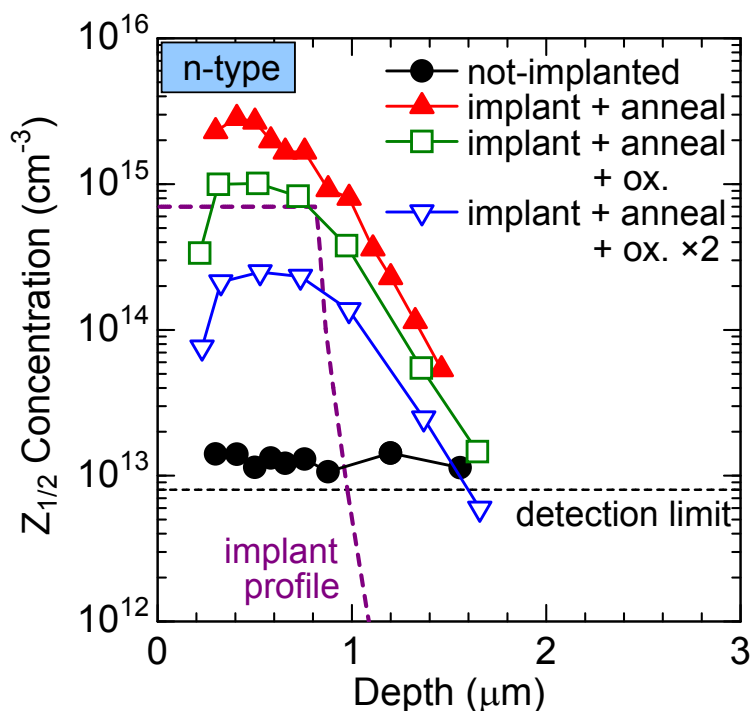 10^16
n-type
not-implanted
implant + anneal
implant + anneal
+ ox.
implant + anneal
+ ox. ×2
10^15
10^14
10^13
10^12
Z_1/2 Concentration (cm^-3)
detection limit
implant
profile
0
1
2
3
Depth (μm)